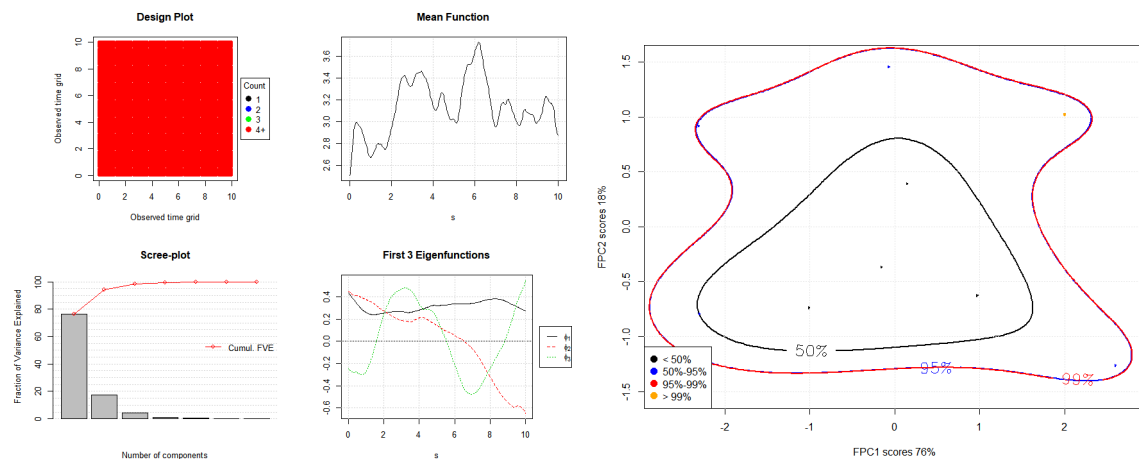 Design Plot
Observed time grid
10
8
6
4
2
0
0 2 4 6 8 10
Observed time grid
Count
1
2
3
4+
Mean Function
3.6
3.4
3.2
3.0
2.8
2.6
0 2 4 6 8 10
s
Scree-plot
Fraction of Variance Explained
100
80
60
40
20
0
Cumul. FVE
Number of components
First 3 Eigenfunctions
0.4
0.2
0.0
-0.2
-0.4
-0.6
0 2 4 6 8 10
s
ϕ1
ϕ2
ϕ3
FPC2 scores 18%
1.5
1.0
0.5
0.0
-0.5
-1.0
-1.5
50%
95%
99%
< 50%
50%-95%
95%-99%
> 99%
-2 -1 0 1 2
FPC1 scores 76%